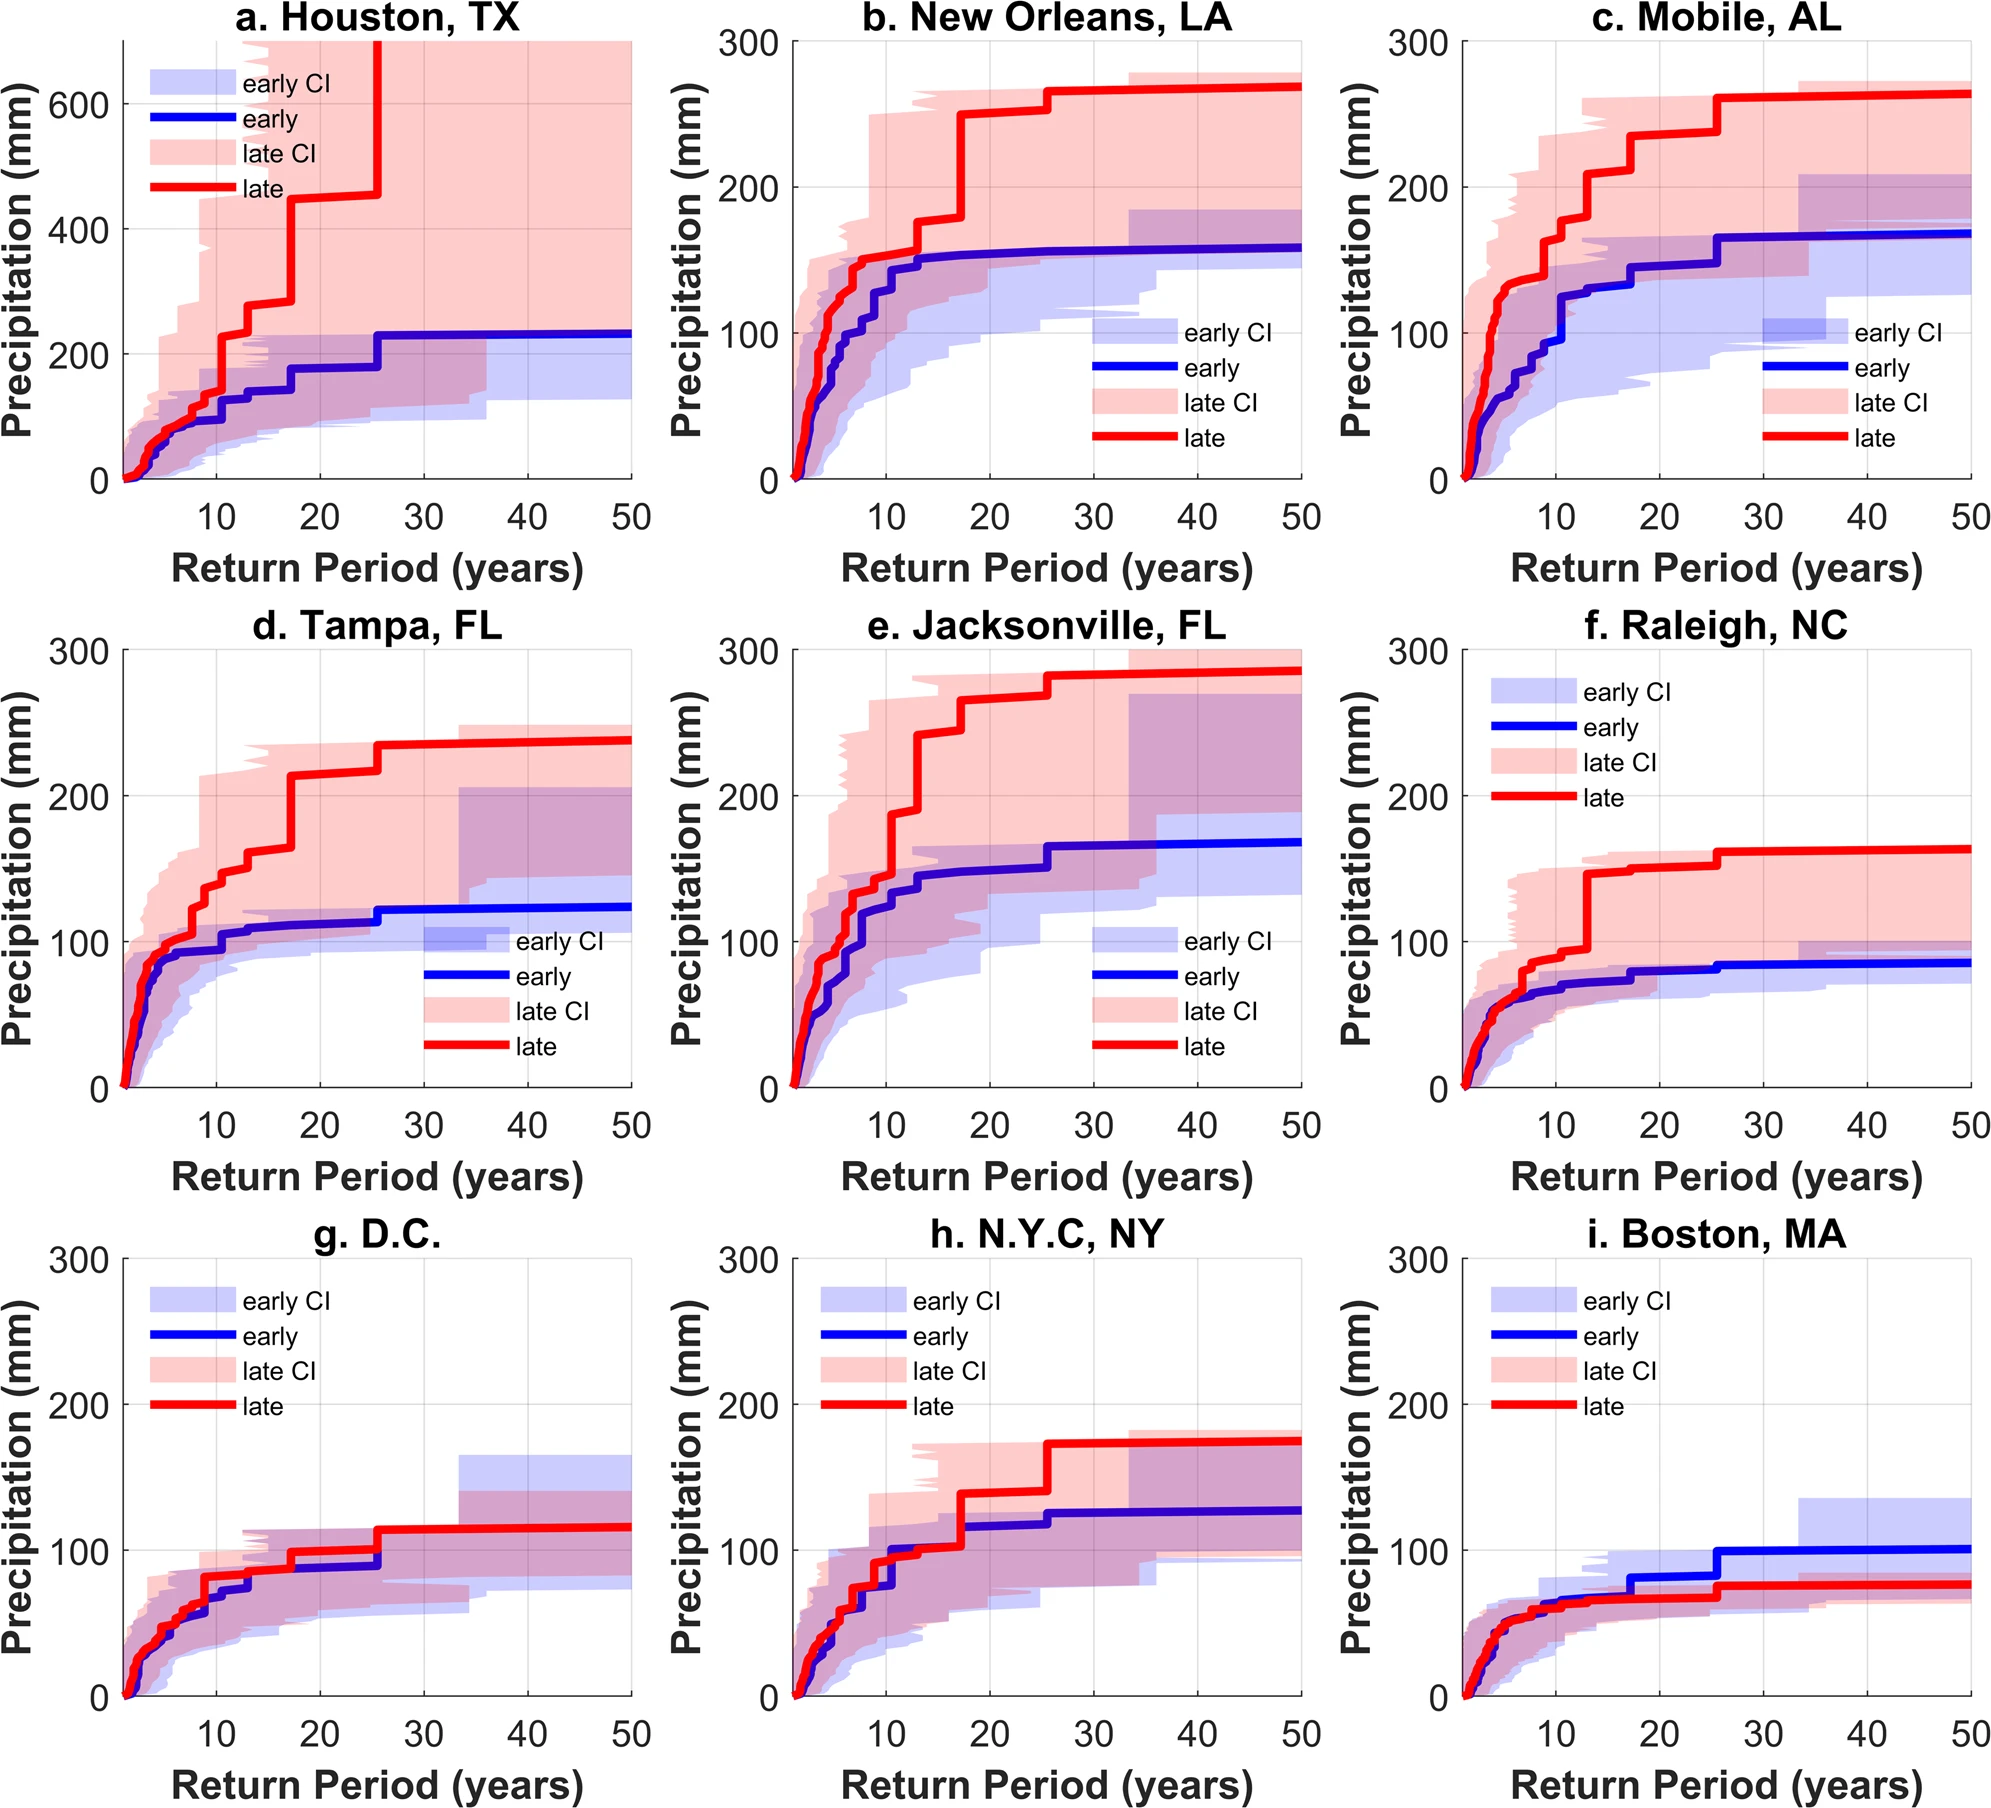 a. Houston, TX
Precipitation (mm)
600
400
200
0
early CI
early
late CI
late
10 20 30 40 50
Return Period (years)
b. New Orleans, LA
Precipitation (mm)
300
200
100
0
early CI
early
late CI
late
10 20 30 40 50
Return Period (years)
c. Mobile, AL
Precipitation (mm)
300
200
100
0
early CI
early
late CI
late
10 20 30 40 50
Return Period (years)
d. Tampa, FL
Precipitation (mm)
300
200
100
0
early CI
early
late CI
late
10 20 30 40 50
Return Period (years)
e. Jacksonville, FL
Precipitation (mm)
300
200
100
0
early CI
early
late CI
late
10 20 30 40 50
Return Period (years)
f. Raleigh, NC
Precipitation (mm)
300
200
100
0
early CI
early
late CI
late
10 20 30 40 50
Return Period (years)
g. D.C.
Precipitation (mm)
300
200
100
0
early CI
early
late CI
late
10 20 30 40 50
Return Period (years)
h. N.Y.C, NY
Precipitation (mm)
300
200
100
0
early CI
early
late CI
late
10 20 30 40 50
Return Period (years)
i. Boston, MA
Precipitation (mm)
300
200
100
0
early CI
early
late CI
late
10 20 30 40 50
Return Period (years)